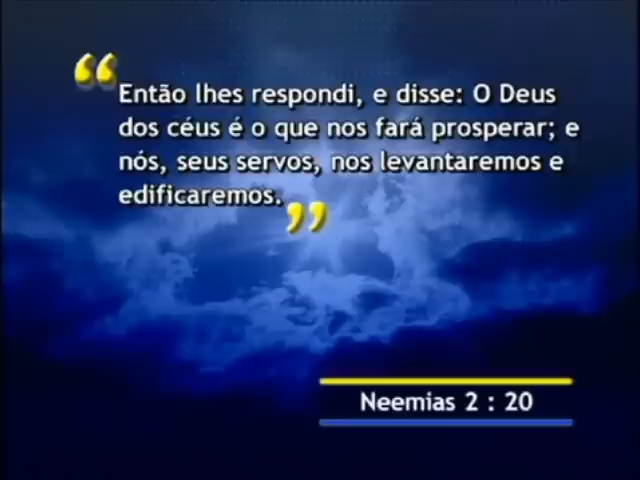 “Então lhes respondi, e disse: O Deus
dos céus é o que nos fará prosperar; e
nós, seus servos, nos levantaremos e
edificaremos.”
Neemias 2 : 20